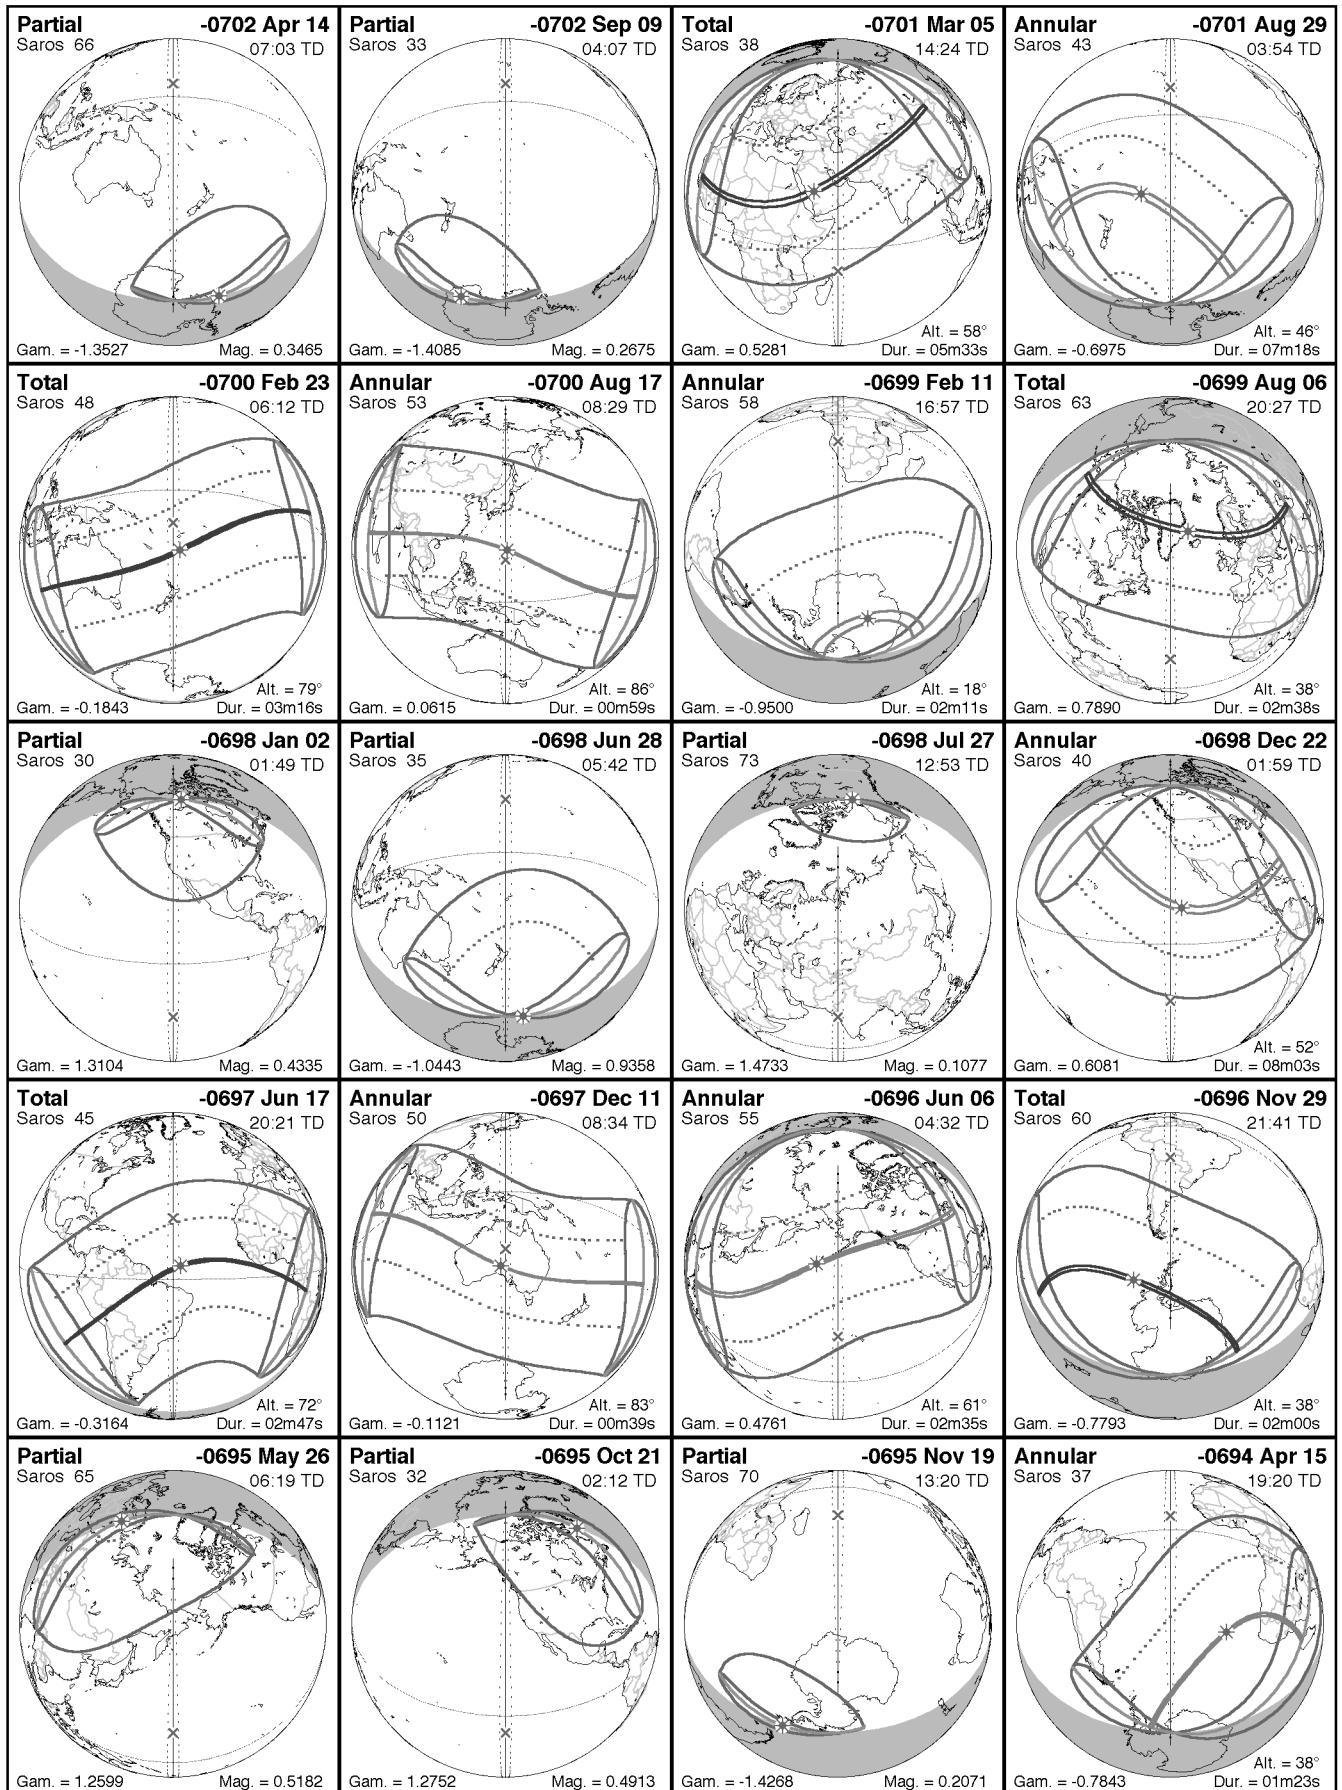 Partial -0702 Apr 14
Saros 66 07:03 TD
Gam. = -1.3527 Mag. = 0.3465
Partial -0702 Sep 09
Saros 33 04:07 TD
Gam. = -1.4085 Mag. = 0.2675
Total -0701 Mar 05
Saros 38 14:24 TD
Alt. = 58°
Gam. = 0.5281 Dur. = 05m33s
Annular -0701 Aug 29
Saros 43 03:54 TD
Alt. = 46°
Gam. = -0.6975 Dur. = 07m18s
Total -0700 Feb 23
Saros 48 06:12 TD
Alt. = 79°
Gam. = -0.1843 Dur. = 03m16s
Annular -0700 Aug 17
Saros 53 08:29 TD
Alt. = 86°
Gam. = 0.0615 Dur. = 00m59s
Annular -0699 Feb 11
Saros 58 16:57 TD
Alt. = 18°
Gam. = -0.9500 Dur. = 02m11s
Total -0699 Aug 06
Saros 63 20:27 TD
Alt. = 38°
Gam. = 0.7890 Dur. = 02m38s
Partial -0698 Jan 02
Saros 30 01:49 TD
Gam. = 1.3104 Mag. = 0.4335
Partial -0698 Jun 28
Saros 35 05:42 TD
Gam. = -1.0443 Mag. = 0.9358
Partial -0698 Jul 27
Saros 73 12:53 TD
Gam. = 1.4733 Mag. = 0.1077
Annular -0698 Dec 22
Saros 40 01:59 TD
Alt. = 52°
Gam. = 0.6081 Dur. = 08m03s
Total -0697 Jun 17
Saros 45 20:21 TD
Alt. = 72°
Gam. = -0.3164 Dur. = 02m47s
Annular -0697 Dec 11
Saros 50 08:34 TD
Alt. = 83°
Gam. = -0.1121 Dur. = 00m39s
Annular -0696 Jun 06
Saros 55 04:32 TD
Alt. = 61°
Gam. = 0.4761 Dur. = 02m35s
Total -0696 Nov 29
Saros 60 21:41 TD
Alt. = 38°
Gam. = -0.7793 Dur. = 02m00s
Partial -0695 May 26
Saros 65 06:19 TD
Gam. = 1.2599 Mag. = 0.5182
Partial -0695 Oct 21
Saros 32 02:12 TD
Gam. = 1.2752 Mag. = 0.4913
Partial -0695 Nov 19
Saros 70 13:20 TD
Gam. = -1.4268 Mag. = 0.2071
Annular -0694 Apr 15
Saros 37 19:20 TD
Alt. = 38°
Gam. = -0.7843 Dur. = 01m23s